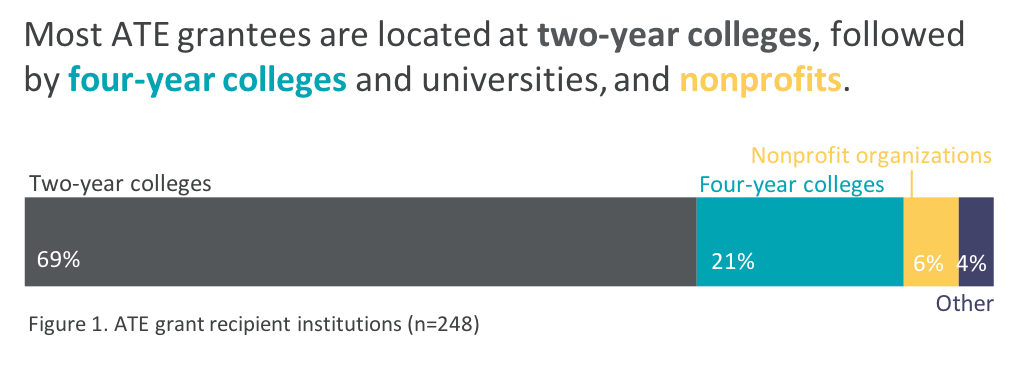 Most ATE grantees are located at two-year colleges, followed
by four-year colleges and universities, and nonprofits.
Nonprofit organizations
Two-year colleges
Four-year colleges
69%
21%
6%
4%
Other
Figure 1. ATE grant recipient institutions (n=248)